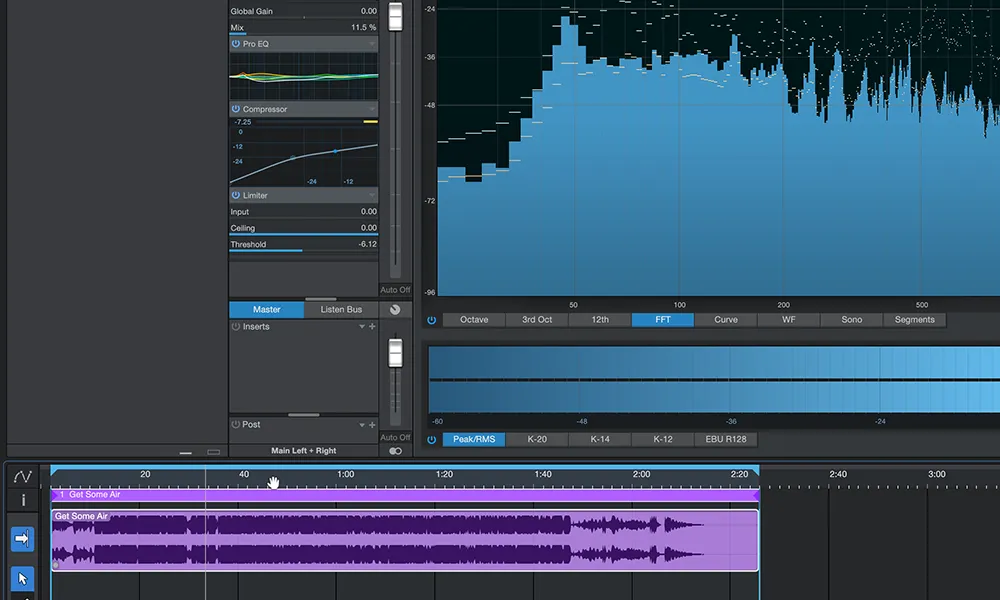 Global Gain 0.00
Mix 11.5 %
Pro EQ
Compressor
-7.25
0
-12
-24
-24 -12
Limiter
Input 0.00
Ceiling 0.00
Threshold -6.12
Auto Off
Master Listen Bus
Inserts
Post
Auto Off
Main Left + Right
-24
-36
-48
-72
-96
50 100 200 500
Octave 3rd Oct 12th FFT Curve WF Sono Segments
-60 -48 -36 -24
Peak/RMS K-20 K-14 K-12 EBU R128
20 40 1:00 1:20 1:40 2:00 2:20 2:40 3:00
1 Get Some Air
Get Some Air